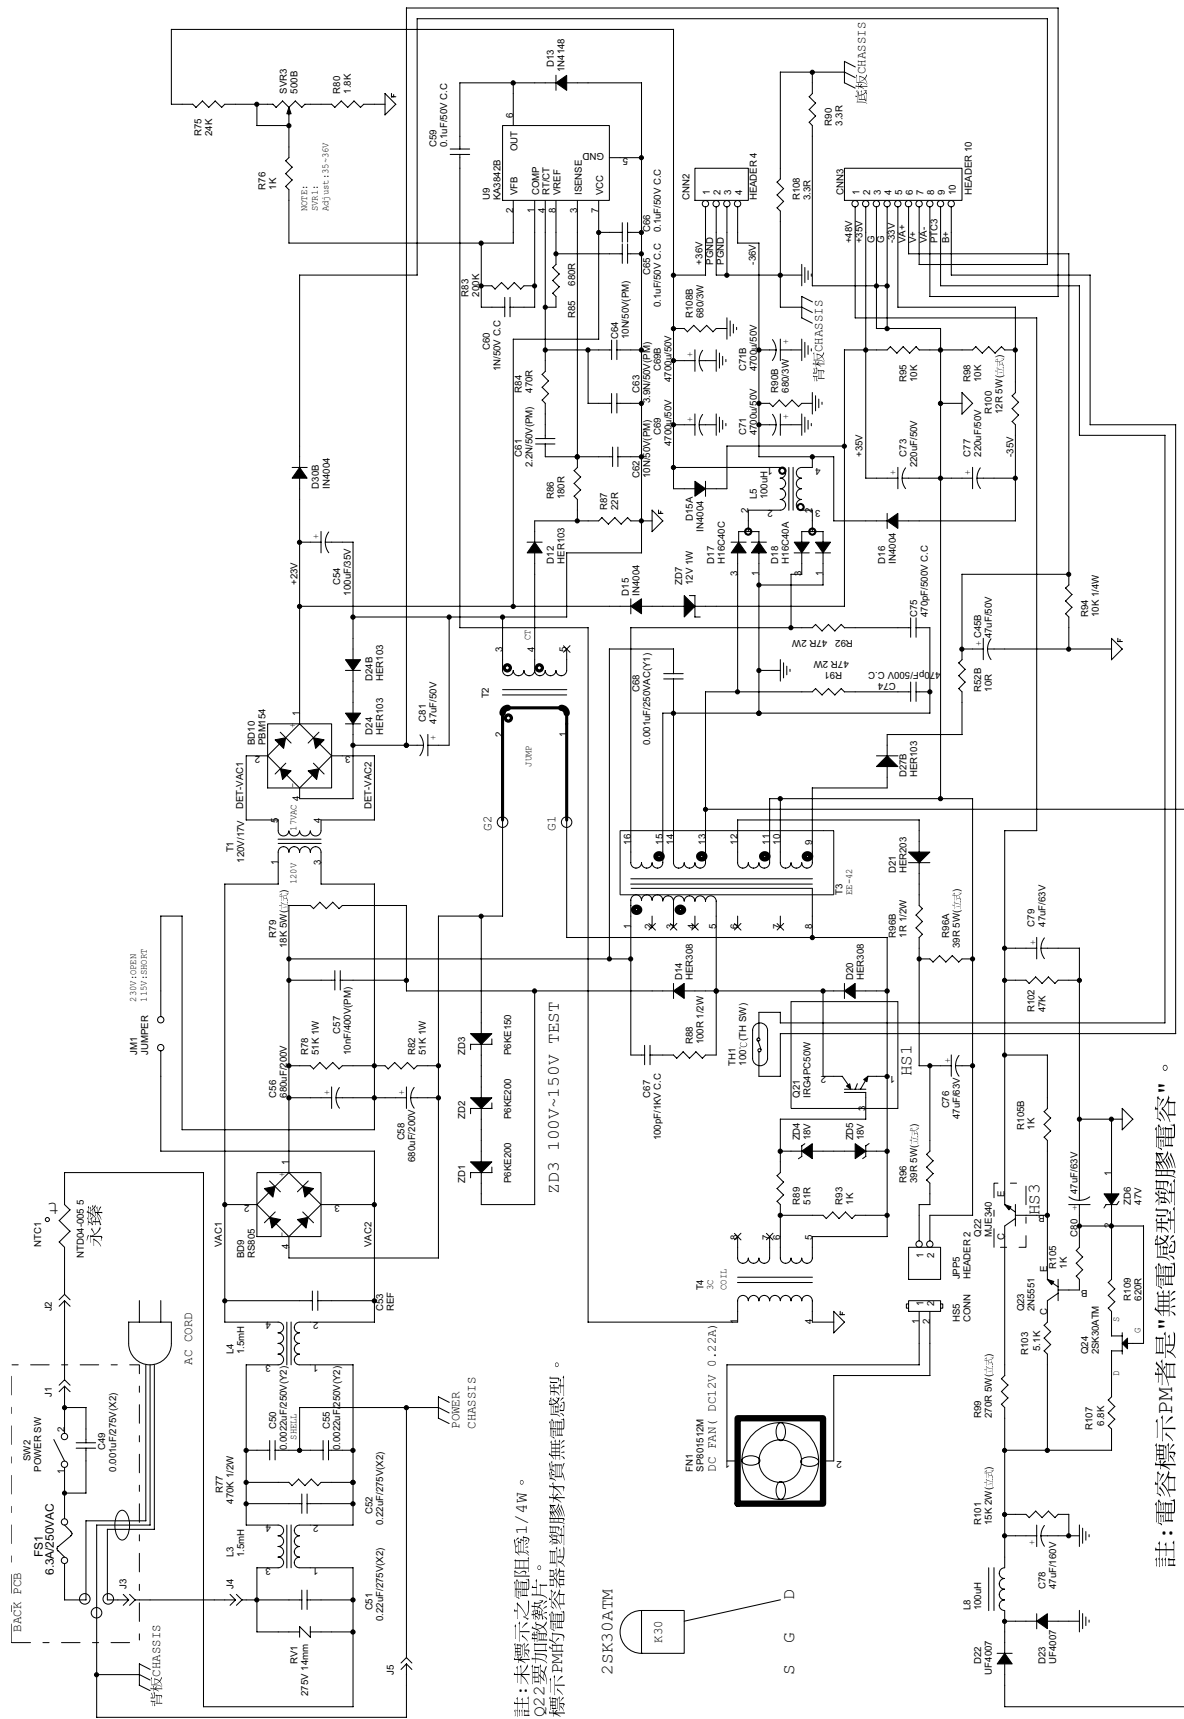 BACK PCB
FS1
6.3A/250VAC
SW2
POWER SW
1
2
C49
0.001uF/275V(X2)
J1
J2
NTC1
NTD04-005 5
永臻
AC CORD
背板CHASSIS
J3
J4
J5
RV1
275V 14mm
C51
0.22uF/275V(X2)
L3
1.5mH
C52
0.22uF/275V(X2)
R77
470K 1/2W
C50
0.0022uF/250V(Y2)
SHELL
C55
0.0022uF/250V(Y2)
POWER
CHASSIS
L4
1.5mH
C53
REF
VAC1
VAC2
BD9
RS805
JM1
JUMPER
230V:OPEN
115V:SHORT
C56
680uF/200V
C58
680uF/200V
R78
51K 1W
R82
51K 1W
C57
10nF/400V(PM)
R79
18K 5W(立式)
T1
120V/17V
120V
17VAC
DET-VAC1
DET-VAC2
BD10
PBM154
D24
HER103
D24B
HER103
C81
47uF/50V
C54
100uF/35V
+23V
D30B
IN4004
ZD1
P6KE200
ZD2
P6KE200
ZD3
P6KE150
ZD3 100V~150V TEST
G2
G1
JUMP
T2
CT
D12
HER103
R87
22R
R86
180R
C62
10N/50V(PM)
C61
2.2N/50V(PM)
R84
470R
C63
3.9N/50V(PM)
C64
10N/50V(PM)
C60
1N/50V C.C
R83
200K
R85
680R
C65
0.1uF/50V C.C
C66
0.1uF/50V C.C
U9
KA3842B
VFB
COMP
RT/CT
VREF
ISENSE
VCC
OUT
GND
C59
0.1uF/50V C.C
D13
1N4148
R75
24K
SVR3
500B
R80
1.8K
R76
1K
NOTE:
SVR1:
Adjust:35~36V
D15
IN4004
ZD7
12V 1W
D15A
IN4004
D17
H16C40C
D18
H16C40A
L5
100uH
D16
IN4004
C69
4700u/50V
C69B
4700u/50V
C71
4700u/50V
C71B
4700u/50V
R90B
680/3W
R108B
680/3W
背板CHASSIS
CNN2
HEADER 4
+36V
PGND
PGND
-36V
R108
3.3R
R90
3.3R
底板CHASSIS
CNN3
HEADER 10
+48V
+35V
G
G
-33V
VA+
V+
VA-
PTC3
B+
R95
10K
R98
10K
R100
12R 5W(立式)
+35V
C73
220uF/50V
C77
220uF/50V
-35V
C45B
47uF/50V
R52B
10R
R94
10K 1/4W
C68
0.001uF/250VAC(Y1)
R92
47R 2W
R91
47R 2W
C75
470pF/500V C.C
C74
470pF/500V C.C
D27B
HER103
T3
EE-42
C67
100pF/1KV C.C
R88
100R 1/2W
D14
HER308
D20
HER308
TH1
100℃(TH SW)
Q21
IRG4PC50W
HS1
ZD4
18V
ZD5
18V
R89
51R
R93
1K
T4
3C
COIL
D21
HER203
R96B
1R 1/2W
R96A
39R 5W(立式)
R96
39R 5W(立式)
C76
47uF/63V
JPP5
HEADER 2
HS5
CONN
FN1
SP801512M
DC FAN( DC12V 0.22A)
C79
47uF/63V
R102
47K
R105B
1K
Q22
MJE340
HS3
C80
47uF/63V
ZD6
47V
R105
1K
Q23
2N5551
R103
5.1K
R109
620R
Q24
2SK30ATM
R107
6.8K
R99
270R 5W(立式)
R101
15K 2W(立式)
C78
47uF/160V
L8
100uH
D22
UF4007
D23
UF4007
2SK30ATM
K30
S G D
註:未標示之電阻爲1/4W。
Q22要加散熱片。
標示PM的電容器是塑膠材質無電感型。
註:電容標示PM者是"無電感型塑膠電容"。